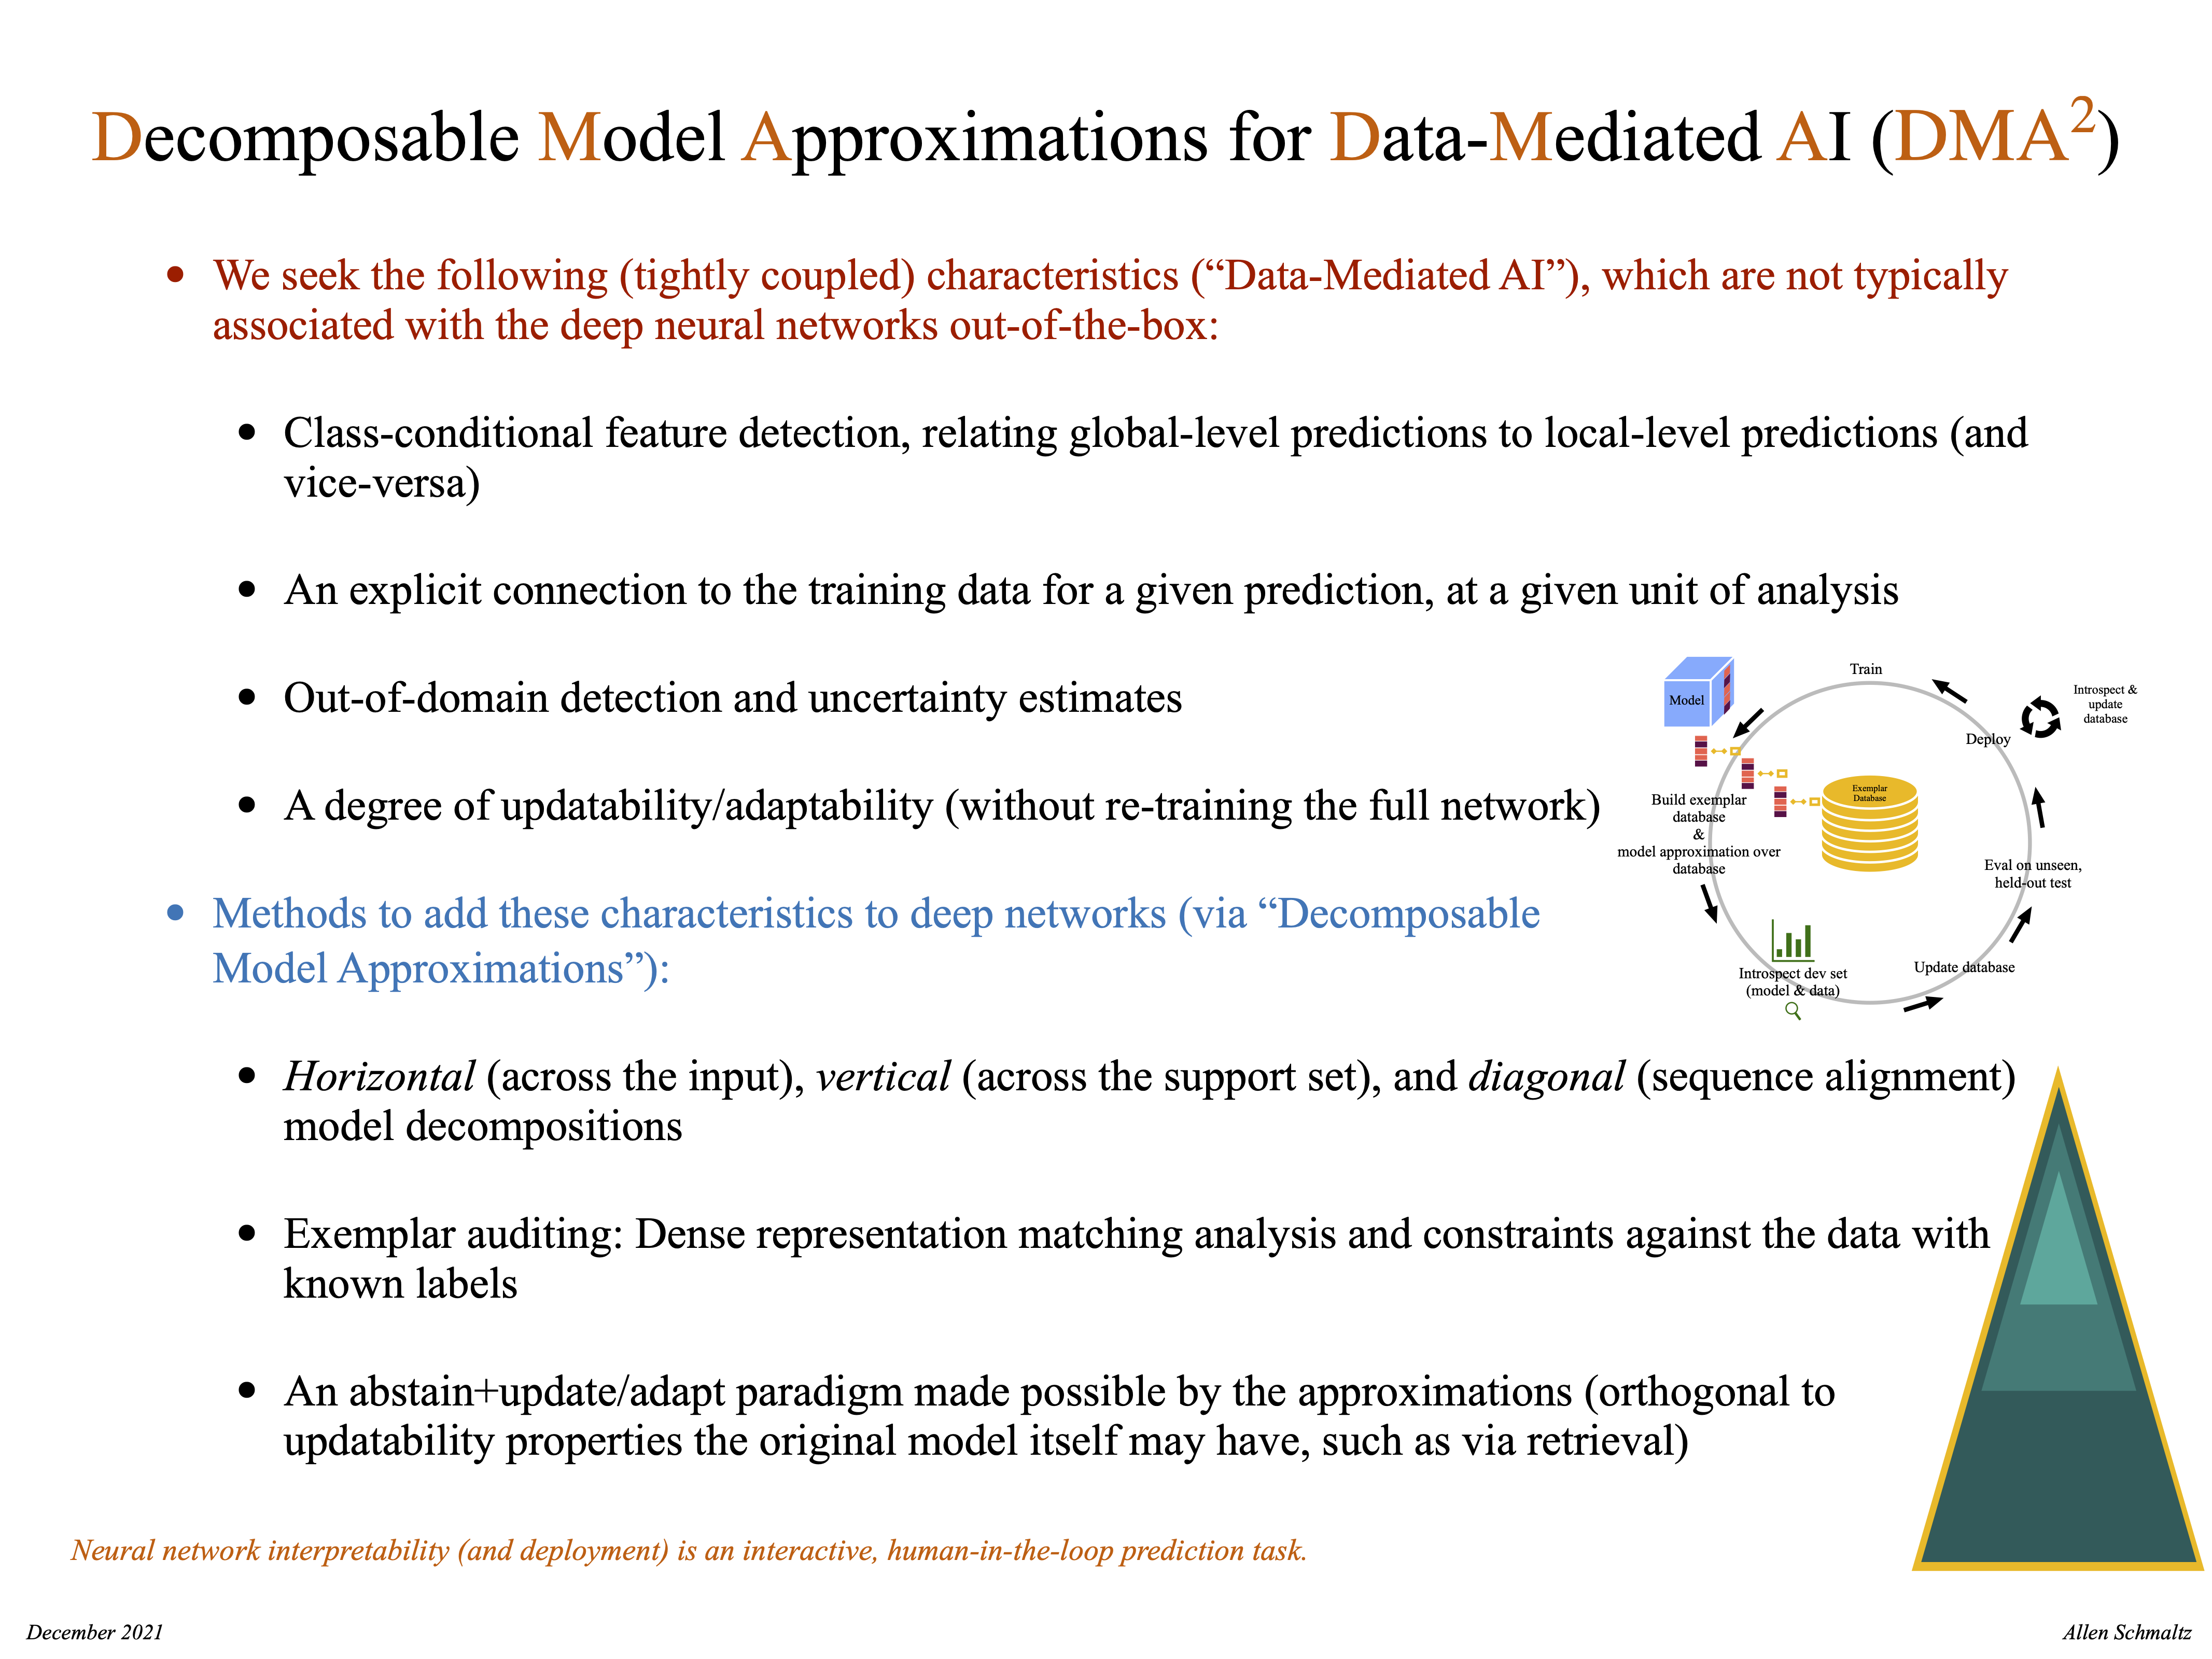 Decomposable Model Approximations for Data-Mediated AI (DMA²)
• We seek the following (tightly coupled) characteristics (“Data-Mediated AI”), which are not typically
associated with the deep neural networks out-of-the-box:
• Class-conditional feature detection, relating global-level predictions to local-level predictions (and
vice-versa)
• An explicit connection to the training data for a given prediction, at a given unit of analysis
• Out-of-domain detection and uncertainty estimates
• A degree of updatability/adaptability (without re-training the full network)
• Methods to add these characteristics to deep networks (via “Decomposable
Model Approximations”):
• Horizontal (across the input), vertical (across the support set), and diagonal (sequence alignment)
model decompositions
• Exemplar auditing: Dense representation matching analysis and constraints against the data with
known labels
• An abstain+update/adapt paradigm made possible by the approximations (orthogonal to
updatability properties the original model itself may have, such as via retrieval)
Train
Model
Build exemplar
database
&
model approximation over
database
Exemplar
Database
Introspect dev set
(model & data)
Update database
Eval on unseen,
held-out test
Deploy
Introspect &
update
database
Neural network interpretability (and deployment) is an interactive, human-in-the-loop prediction task.
December 2021
Allen Schmaltz